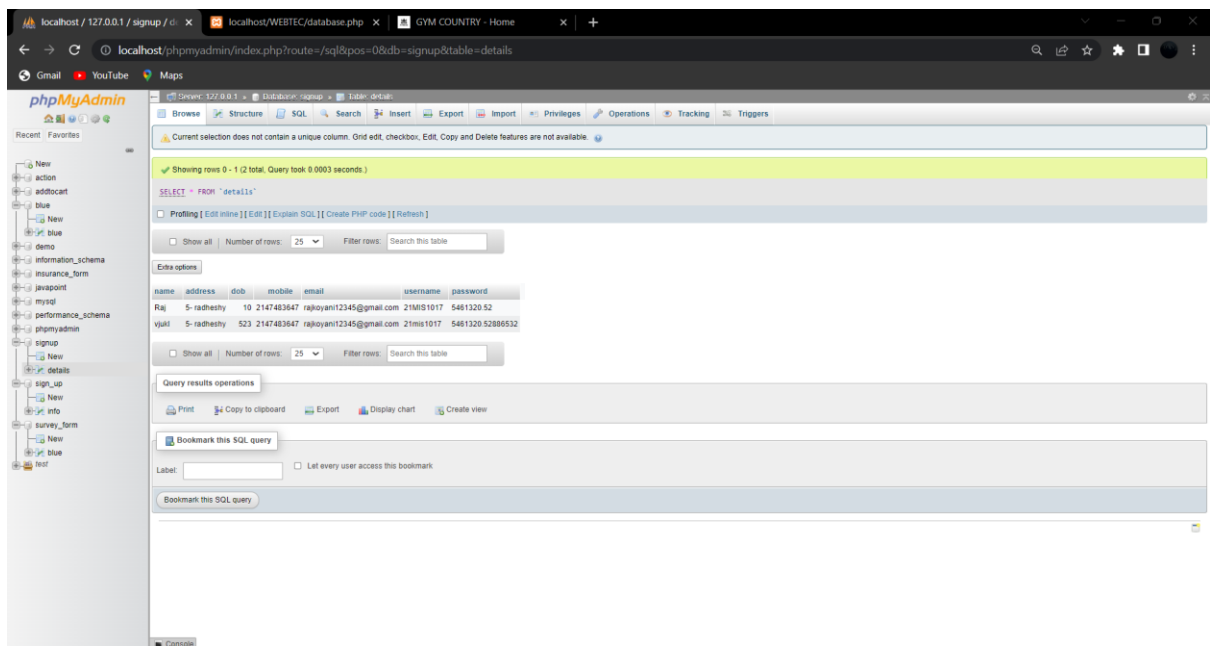 localhost / 127.0.0.1 / signup / de
localhost/WEBTEC/database.php
GYM COUNTRY - Home
localhost/phpmyadmin/index.php?route=/sql&pos=0&db=signup&table=details
Gmail YouTube Maps
phpMyAdmin
Recent Favorites
New
action
addtocart
blue
New
blue
demo
information_schema
insurance_form
javapoint
mysql
performance_schema
phpmyadmin
signup
New
details
sign_up
New
info
survey_form
New
blue
test
Server: 127.0.0.1 » Database: signup » Table: details
Browse Structure SQL Search Insert Export Import Privileges Operations Tracking Triggers
Current selection does not contain a unique column. Grid edit, checkbox, Edit, Copy and Delete features are not available.
Showing rows 0 - 1 (2 total, Query took 0.0003 seconds.)
SELECT * FROM `details`
Profiling [ Edit inline ] [ Edit ] [ Explain SQL ] [ Create PHP code ] [ Refresh ]
Show all | Number of rows: 25 Filter rows: Search this table
Extra options
name address dob mobile email username password
Raj 5- radheshy 10 2147483647 rajkoyani12345@gmail.com 21MIS1017 5461320.52
vjukl 5- radheshy 523 2147483647 rajkoyani12345@gmail.com 21mis1017 5461320.52886532
Show all | Number of rows: 25 Filter rows: Search this table
Query results operations
Print Copy to clipboard Export Display chart Create view
Bookmark this SQL query
Label: Let every user access this bookmark
Bookmark this SQL query
Console